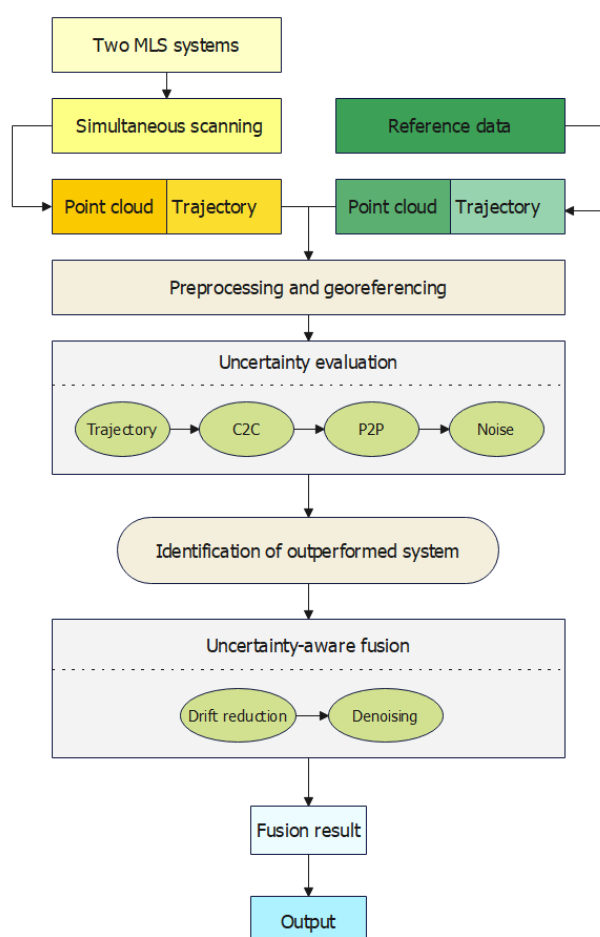 Two MLS systems
Simultaneous scanning
Reference data
Point cloud
Trajectory
Point cloud
Trajectory
Preprocessing and georeferencing
Uncertainty evaluation
Trajectory
C2C
P2P
Noise
Identification of outperformed system
Uncertainty-aware fusion
Drift reduction
Denoising
Fusion result
Output